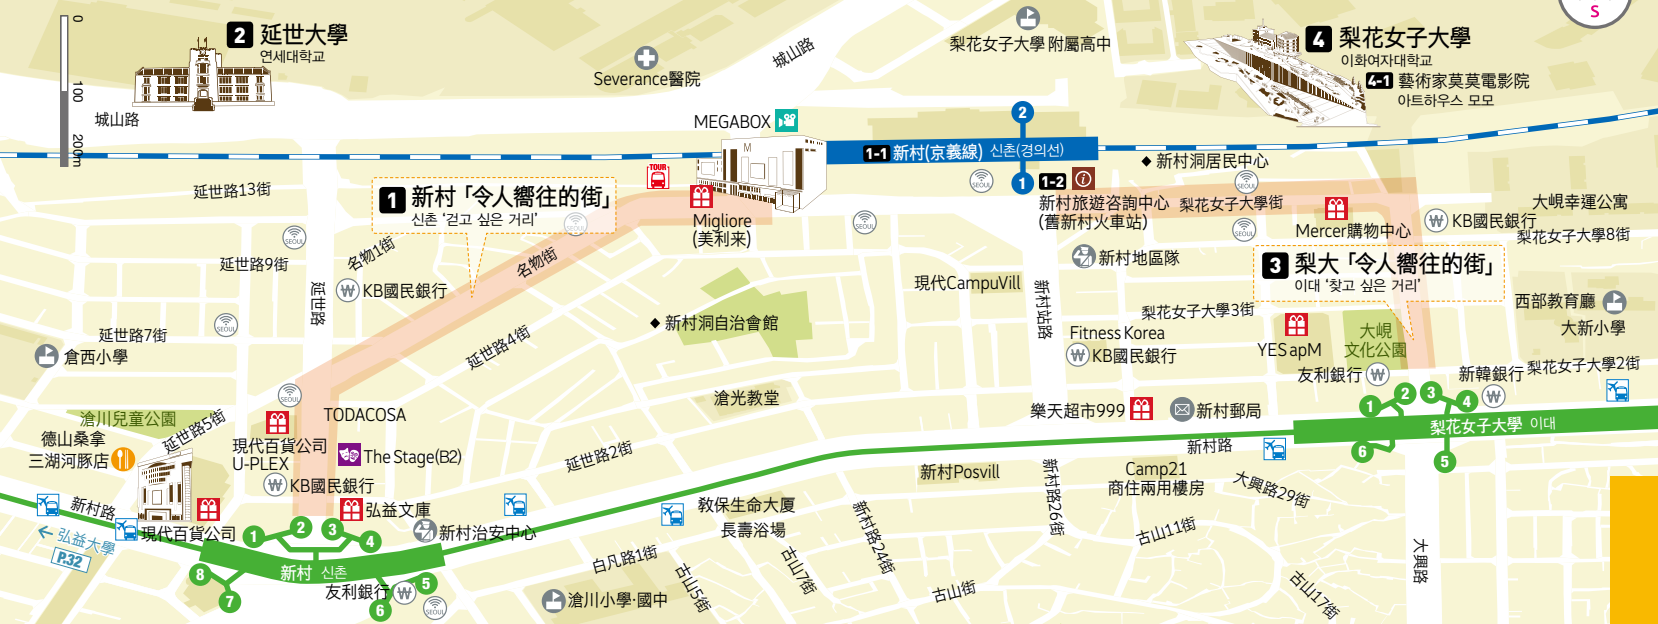 0
100
200m
2 延世大學
연세대학교
城山路
Severance醫院
城山路
梨花女子大學 附屬高中
4 梨花女子大學
이화여자대학교
4-1 藝術家莫莫電影院
아트하우스 모모
S
MEGABOX
M
2
1-1 新村(京義線) 신촌(경의선)
1
1-2
新村旅遊咨詢中心
(舊新村火車站)
新村洞居民中心
梨花女子大學街
Mercer購物中心
KB國民銀行
大峴幸運公寓
梨花女子大學8街
延世路13街
1 新村「令人嚮往的街」
신촌 '걷고 싶은 거리'
TOUR
Migliore
(美利来)
SEOUL
延世路9街
名物1街
名物街
KB國民銀行
延世路
延世路7街
倉西小學
新村洞自治會館
延世路4街
現代CampuVill
新村站路
新村地區隊
3 梨大「令人嚮往的街」
이대 '찾고 싶은 거리'
梨花女子大學3街
Fitness Korea
KB國民銀行
YES apM
大峴
文化公園
西部教育廳
大新小學
友利銀行
新韓銀行
梨花女子大學2街
滄川兒童公園
德山桑拿
三湖河豚店
延世路5街
TODACOSA
現代百貨公司
U-PLEX
The Stage(B2)
KB國民銀行
滄光教堂
延世路2街
樂天超市999
新村郵局
新村路
1
2
3
4
梨花女子大學 이대
6
5
新村路
弘益大學
P.32
現代百貨公司
弘益文庫
新村治安中心
1
2
3
4
新村 신촌
8
7
友利銀行
5
6
敎保生命大厦
長壽浴場
新村Posvill
Camp21
商住兩用樓房
新村路26街
大興路29街
新村路24街
古山11街
白凡路1街
滄川小學·國中
古山5街
古山7街
古山街
古山17街
大興路